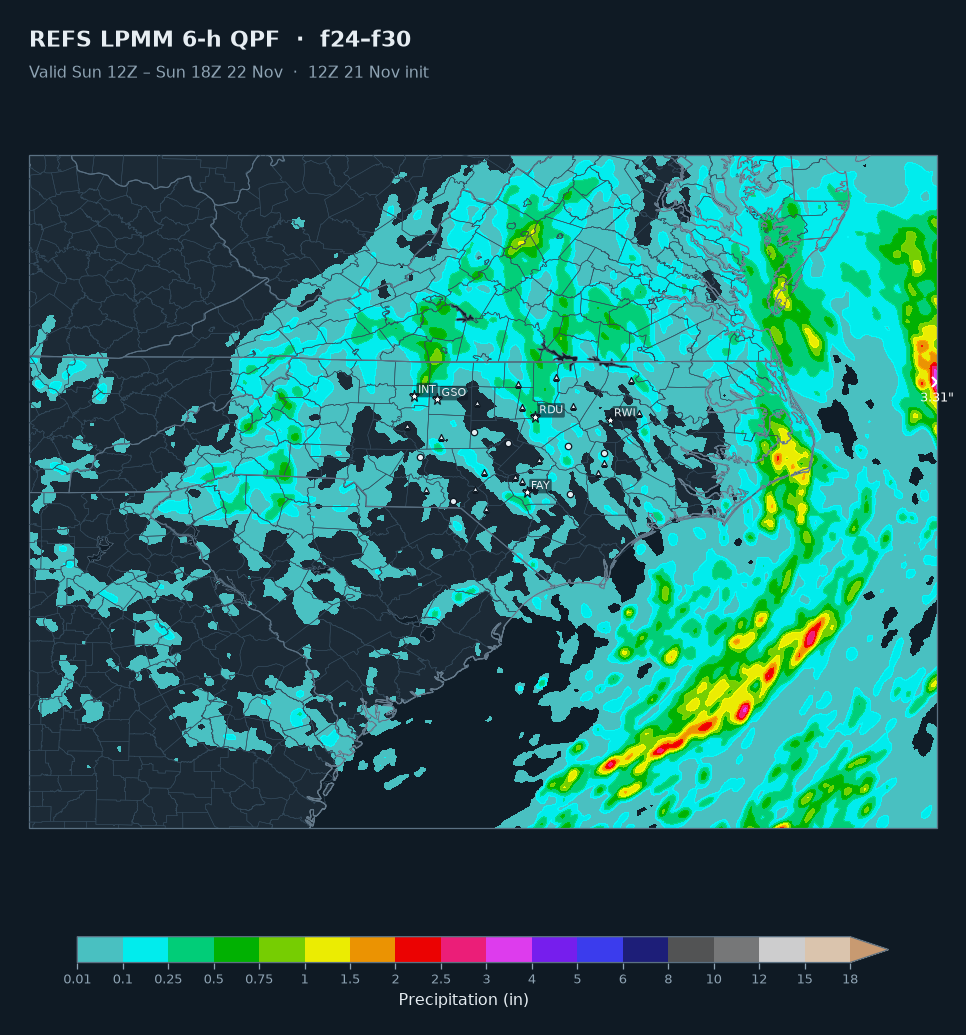 REFS LPMM 6-h QPF · f24–f30
Valid Sun 12Z – Sun 18Z 22 Nov · 12Z 21 Nov init
3.31"
INT
GSO
RDU
RWI
FAY
0.01 0.1 0.25 0.5 0.75 1 1.5 2 2.5 3 4 5 6 8 10 12 15 18
Precipitation (in)